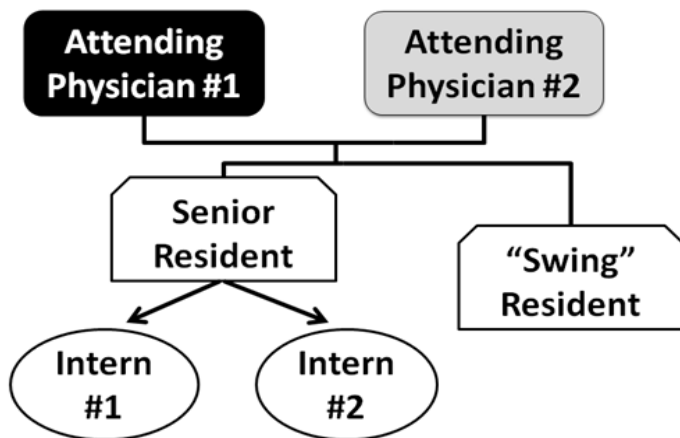 Attending
Physician #1
Attending
Physician #2
Senior
Resident
“Swing”
Resident
Intern
#1
Intern
#2